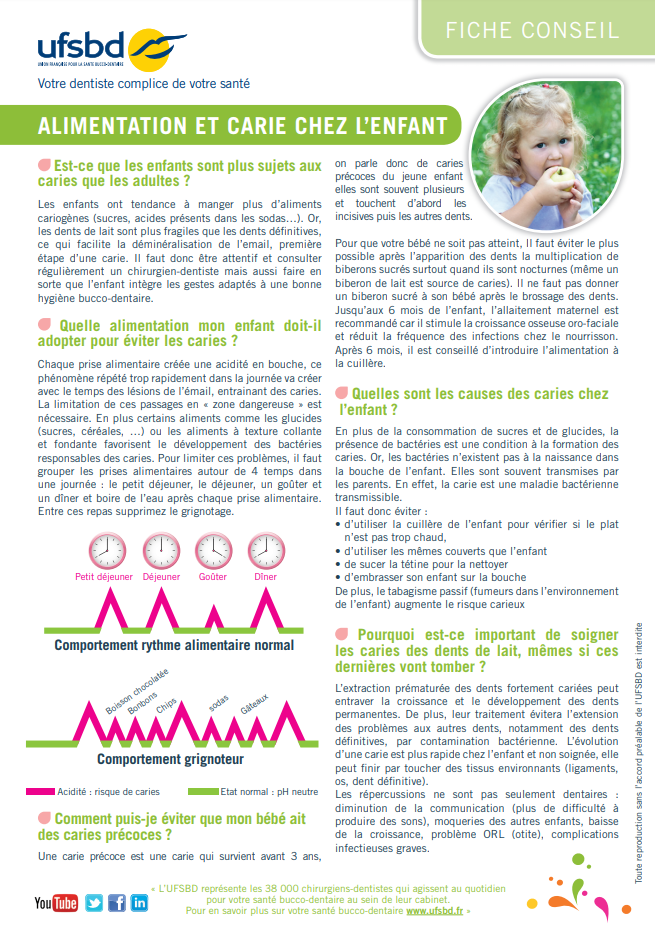 FICHE CONSEIL
ufsbd
UNION FRANÇAISE POUR LA SANTÉ BUCCO-DENTAIRE
Votre dentiste complice de votre santé
ALIMENTATION ET CARIE CHEZ L'ENFANT
Est-ce que les enfants sont plus sujets aux
caries que les adultes ?
Les enfants ont tendance à manger plus d'aliments
cariogènes (sucres, acides présents dans les sodas…). Or,
les dents de lait sont plus fragiles que les dents définitives,
ce qui facilite la déminéralisation de l'email, première
étape d'une carie. Il faut donc être attentif et consulter
régulièrement un chirurgien-dentiste mais aussi faire en
sorte que l'enfant intègre les gestes adaptés à une bonne
hygiène bucco-dentaire.
Quelle alimentation mon enfant doit-il
adopter pour éviter les caries ?
Chaque prise alimentaire créée une acidité en bouche, ce
phénomène répété trop rapidement dans la journée va créer
avec le temps des lésions de l'émail, entrainant des caries.
La limitation de ces passages en « zone dangereuse » est
nécessaire. En plus certains aliments comme les glucides
(sucres, céréales, …) ou les aliments à texture collante
et fondante favorisent le développement des bactéries
responsables des caries. Pour limiter ces problèmes, il faut
grouper les prises alimentaires autour de 4 temps dans
une journée : le petit déjeuner, le déjeuner, un goûter et
un dîner et boire de l'eau après chaque prise alimentaire.
Entre ces repas supprimez le grignotage.
Petit déjeuner Déjeuner Goûter Dîner
Comportement rythme alimentaire normal
Boisson chocolatée
Bonbons
Chips
sodas
Gâteaux
Comportement grignoteur
Acidité : risque de caries Etat normal : pH neutre
Comment puis-je éviter que mon bébé ait
des caries précoces ?
Une carie précoce est une carie qui survient avant 3 ans,
on parle donc de caries
précoces du jeune enfant
elles sont souvent plusieurs
et touchent d'abord les
incisives puis les autres dents.
Pour que votre bébé ne soit pas atteint, Il faut éviter le plus
possible après l'apparition des dents la multiplication de
biberons sucrés surtout quand ils sont nocturnes (même un
biberon de lait est source de caries). Il ne faut pas donner
un biberon sucré à son bébé après le brossage des dents.
Jusqu'aux 6 mois de l'enfant, l'allaitement maternel est
recommandé car il stimule la croissance osseuse oro-faciale
et réduit la fréquence des infections chez le nourrisson.
Après 6 mois, il est conseillé d'introduire l'alimentation à
la cuillère.
Quelles sont les causes des caries chez
l'enfant ?
En plus de la consommation de sucres et de glucides, la
présence de bactéries est une condition à la formation des
caries. Or, les bactéries n'existent pas à la naissance dans
la bouche de l'enfant. Elles sont souvent transmises par
les parents. En effet, la carie est une maladie bactérienne
transmissible.
Il faut donc éviter :
• d'utiliser la cuillère de l'enfant pour vérifier si le plat
n'est pas trop chaud,
• d'utiliser les mêmes couverts que l'enfant
• de sucer la tétine pour la nettoyer
• d'embrasser son enfant sur la bouche
De plus, le tabagisme passif (fumeurs dans l'environnement
de l'enfant) augmente le risque carieux
Pourquoi est-ce important de soigner
les caries des dents de lait, mêmes si ces
dernières vont tomber ?
L'extraction prématurée des dents fortement cariées peut
entraver la croissance et le développement des dents
permanentes. De plus, leur traitement évitera l'extension
des problèmes aux autres dents, notamment des dents
définitives, par contamination bactérienne. L'évolution
d'une carie est plus rapide chez l'enfant et non soignée, elle
peut finir par toucher des tissus environnants (ligaments,
os, dent définitive).
Les répercussions ne sont pas seulement dentaires :
diminution de la communication (plus de difficulté à
produire des sons), moqueries des autres enfants, baisse
de la croissance, problème ORL (otite), complications
infectieuses graves.
Toute reproduction sans l'accord préalable de l'UFSBD est interdite
You Tube f in
« L'UFSBD représente les 38 000 chirurgiens-dentistes qui agissent au quotidien
pour votre santé bucco-dentaire au sein de leur cabinet.
Pour en savoir plus sur votre santé bucco-dentaire www.ufsbd.fr »